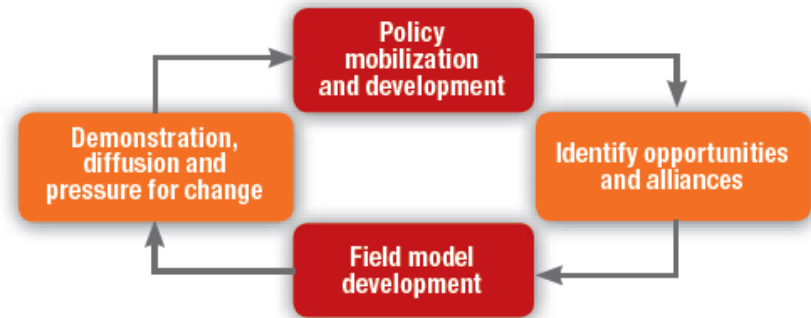 Policy
mobilization
and development
Demonstration,
diffusion and
pressure for change
Identify opportunities
and alliances
Field model
development